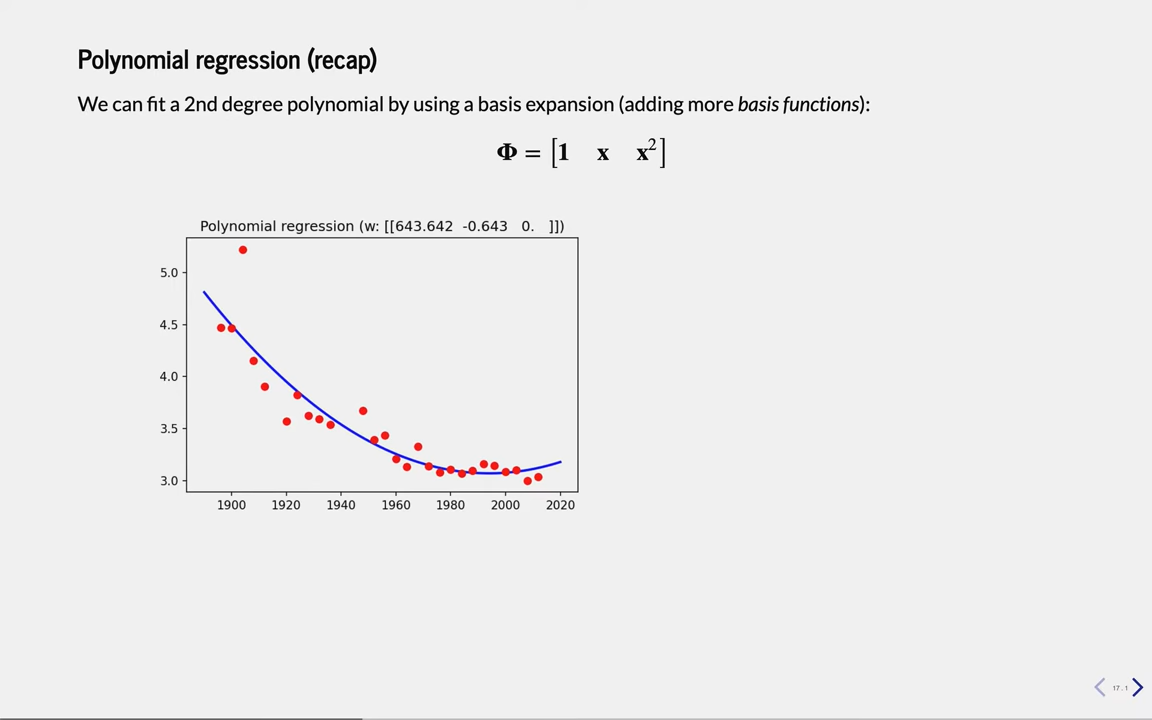 Polynomial regression (recap)
We can fit a 2nd degree polynomial by using a basis expansion (adding more basis functions):
Φ = [1 x x²]
Polynomial regression (w: [[643.642 -0.643 0. ]])
5.0
4.5
4.0
3.5
3.0
1900 1920 1940 1960 1980 2000 2020
17.1